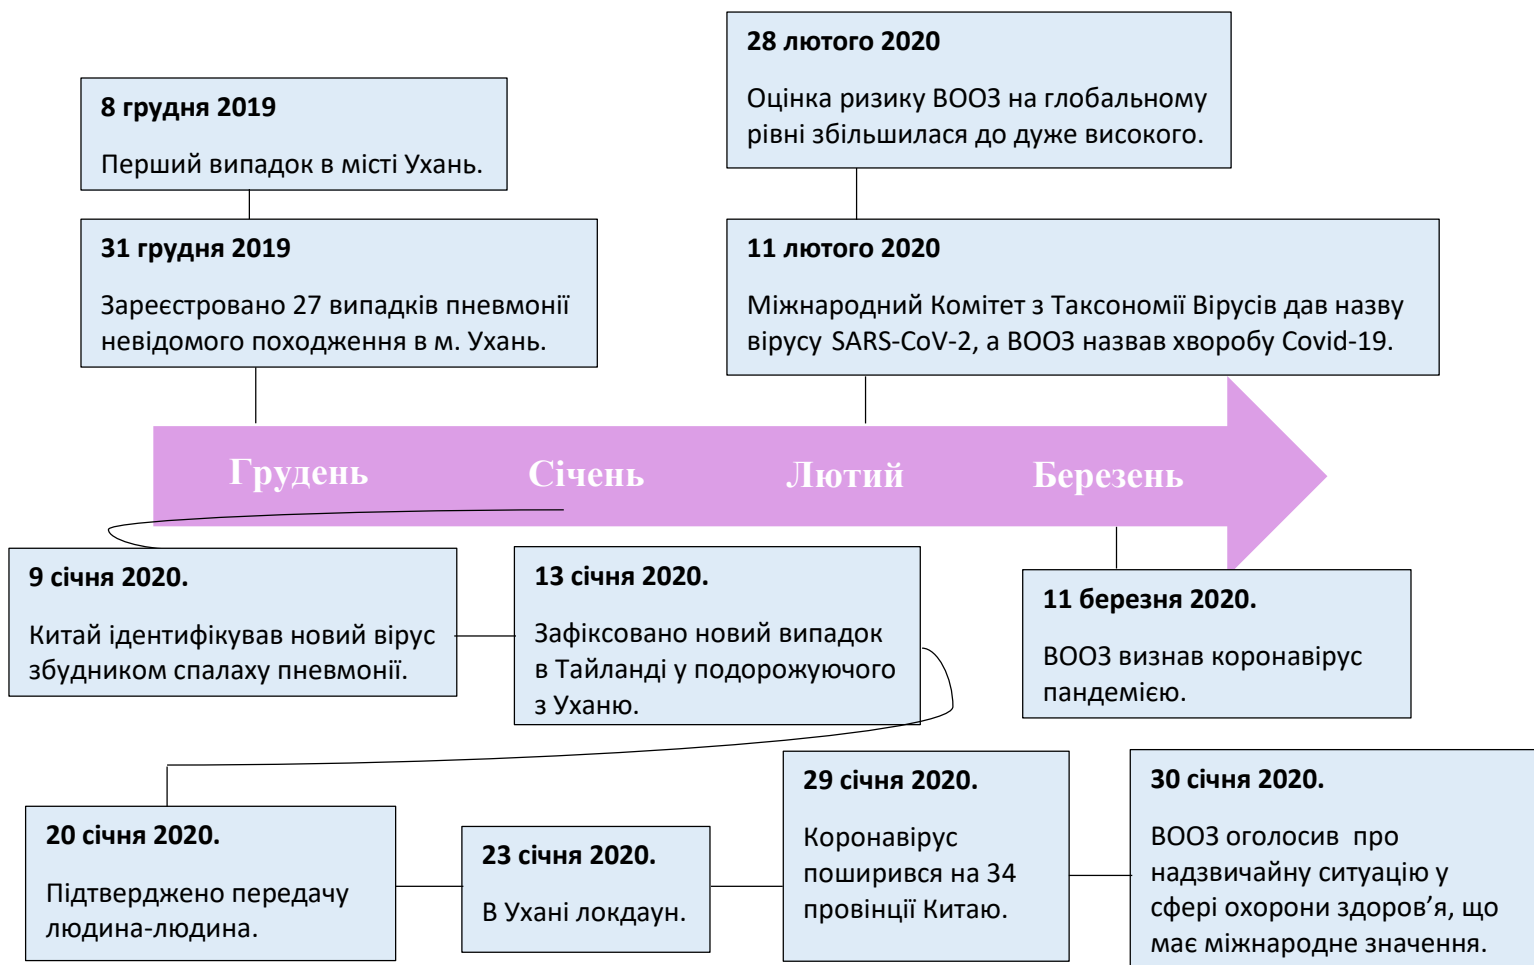 8 грудня 2019
Перший випадок в місті Ухань.
31 грудня 2019
Зареєстровано 27 випадків пневмонії
невідомого походження в м. Ухань.
28 лютого 2020
Оцінка ризику ВООЗ на глобальному
рівні збільшилася до дуже високого.
11 лютого 2020
Міжнародний Комітет з Таксономії Вірусів дав назву
вірусу SARS-CoV-2, а ВООЗ назвав хворобу Covid-19.
Грудень Січень Лютий Березень
9 січня 2020.
Китай ідентифікував новий вірус
збудником спалаху пневмонії.
13 січня 2020.
Зафіксовано новий випадок
в Тайланді у подорожуючого
з Уханю.
11 березня 2020.
ВООЗ визнав коронавірус
пандемією.
20 січня 2020.
Підтверджено передачу
людина-людина.
23 січня 2020.
В Ухані локдаун.
29 січня 2020.
Коронавірус
поширився на 34
провінції Китаю.
30 січня 2020.
ВООЗ оголосив про
надзвичайну ситуацію у
сфері охорони здоров’я, що
має міжнародне значення.